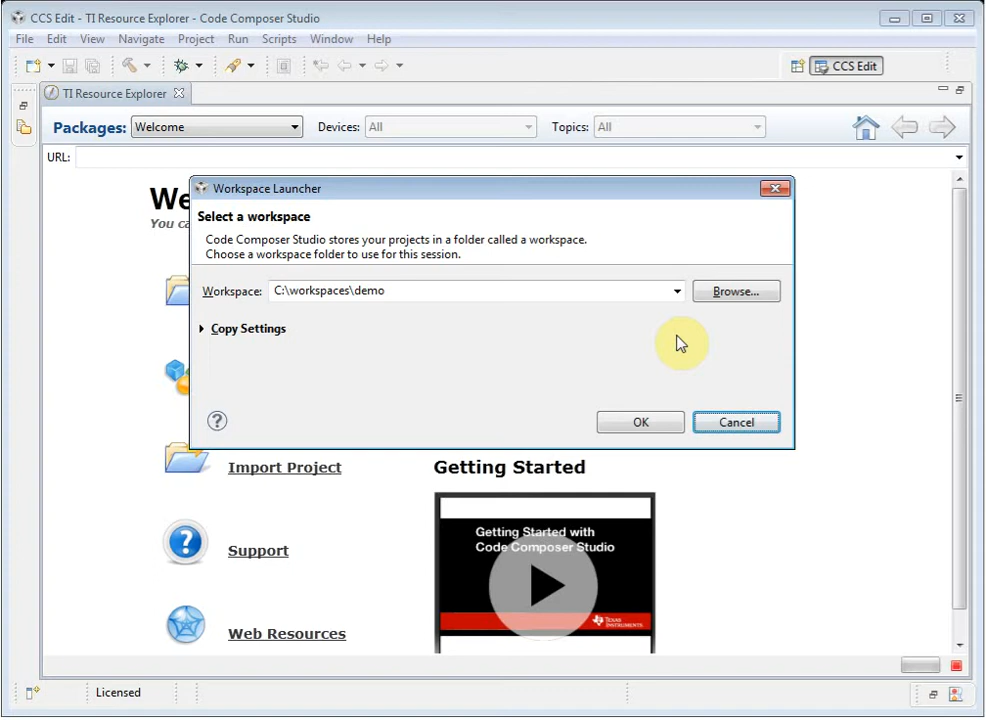 CCS Edit - TI Resource Explorer - Code Composer Studio
File Edit View Navigate Project Run Scripts Window Help
CCS Edit
TI Resource Explorer
Packages: Welcome Devices: All Topics: All
URL:
We
You ca
Workspace Launcher
Select a workspace
Code Composer Studio stores your projects in a folder called a workspace.
Choose a workspace folder to use for this session.
Workspace: C:\workspaces\demo Browse...
Copy Settings
OK Cancel
Import Project
Getting Started
Getting Started with
Code Composer Studio
Texas
Instruments
Support
Web Resources
Licensed